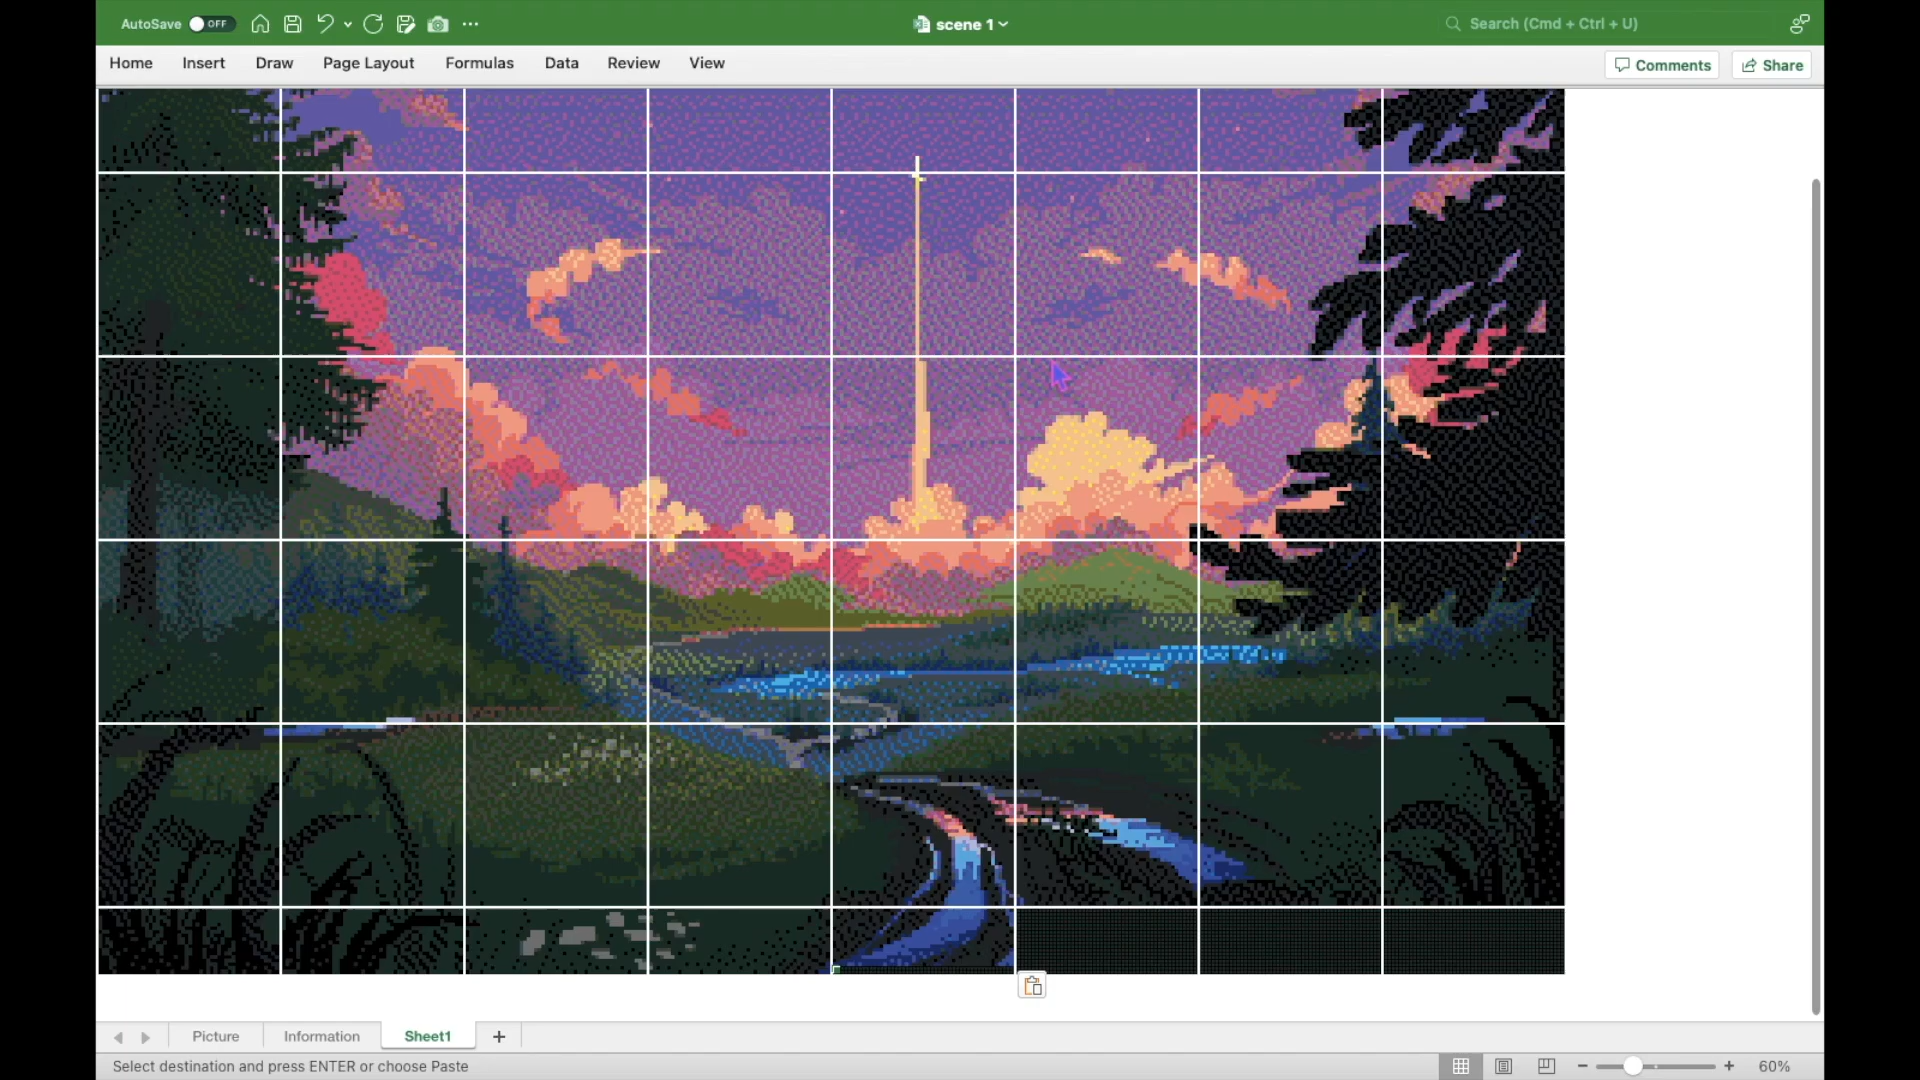 AutoSave OFF
scene 1
Search (Cmd + Ctrl + U)
Home Insert Draw Page Layout Formulas Data Review View
Comments Share
Picture Information Sheet1
Select destination and press ENTER or choose Paste
60%